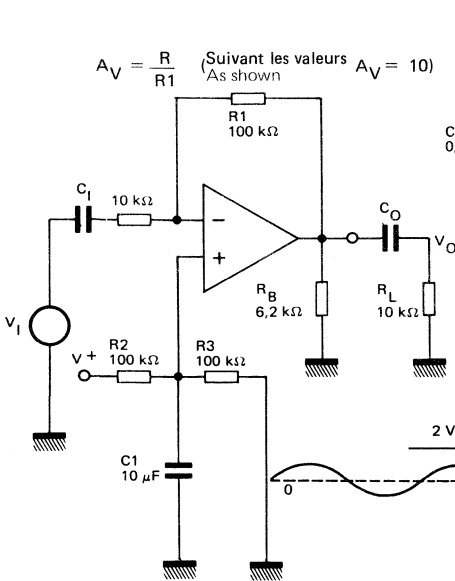 A_V = R / R1 (Suivant les valeurs A_V = 10)
As shown
R1
100 kΩ
C
0,
C_I
10 kΩ
C_O
−
+
V_O
R_B
6,2 kΩ
R_L
10 kΩ
V_I
V+
R2
100 kΩ
R3
100 kΩ
C1
10 µF
2 V
0